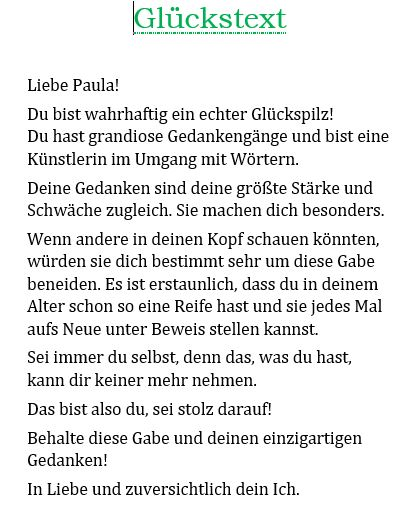 Glückstext
Liebe Paula!
Du bist wahrhaftig ein echter Glückspilz!
Du hast grandiose Gedankengänge und bist eine
Künstlerin im Umgang mit Wörtern.
Deine Gedanken sind deine größte Stärke und
Schwäche zugleich. Sie machen dich besonders.
Wenn andere in deinen Kopf schauen könnten,
würden sie dich bestimmt sehr um diese Gabe
beneiden. Es ist erstaunlich, dass du in deinem
Alter schon so eine Reife hast und sie jedes Mal
aufs Neue unter Beweis stellen kannst.
Sei immer du selbst, denn das, was du hast,
kann dir keiner mehr nehmen.
Das bist also du, sei stolz darauf!
Behalte diese Gabe und deinen einzigartigen
Gedanken!
In Liebe und zuversichtlich dein Ich.